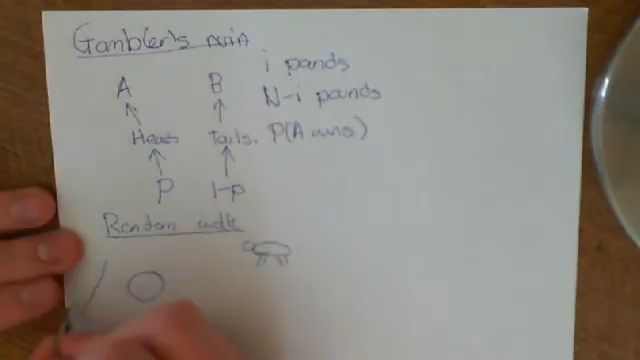 Gambler's Ruin
A B i pounds
N-i pounds
Heads Tails. P(A wins)
P 1-p
Random walk